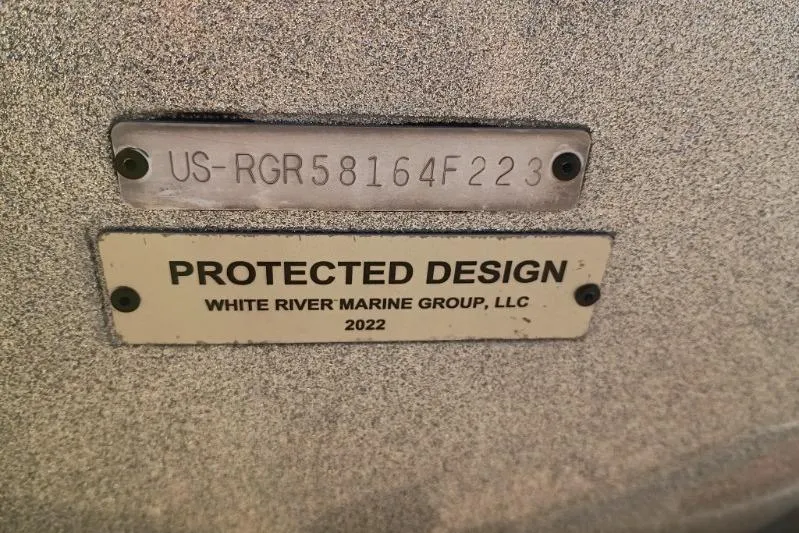 US-RGR58164F223
PROTECTED DESIGN
WHITE RIVER MARINE GROUP, LLC
2022